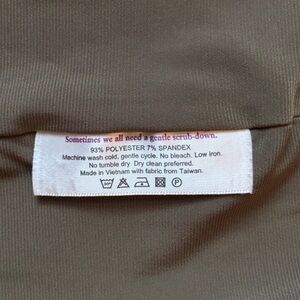 Sometimes we all need a gentle scrub-down.
93% POLYESTER 7% SPANDEX
Machine wash cold, gentle cycle. No bleach. Low iron.
No tumble dry. Dry clean preferred.
Made in Vietnam with fabric from Taiwan.